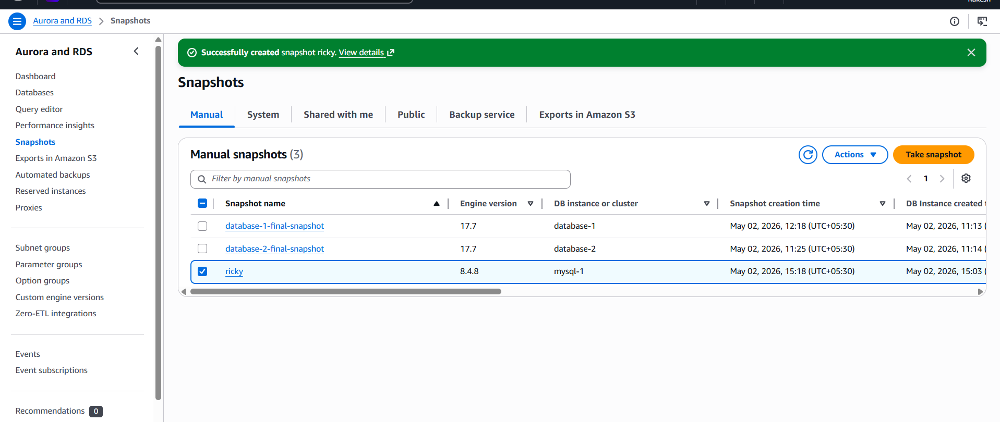 Aurora and RDS > Snapshots
Aurora and RDS
Dashboard
Databases
Query editor
Performance insights
Snapshots
Exports in Amazon S3
Automated backups
Reserved instances
Proxies
Subnet groups
Parameter groups
Option groups
Custom engine versions
Zero-ETL integrations
Events
Event subscriptions
Recommendations 0
Successfully created snapshot ricky. View details
Snapshots
Manual System Shared with me Public Backup service Exports in Amazon S3
Manual snapshots (3)
Actions Take snapshot
Filter by manual snapshots
1
Snapshot name Engine version DB instance or cluster Snapshot creation time DB Instance created
database-1-final-snapshot 17.7 database-1 May 02, 2026, 12:18 (UTC+05:30) May 02, 2026, 11:13 (
database-2-final-snapshot 17.7 database-2 May 02, 2026, 11:25 (UTC+05:30) May 02, 2026, 11:14 (
ricky 8.4.8 mysql-1 May 02, 2026, 15:18 (UTC+05:30) May 02, 2026, 15:03 (